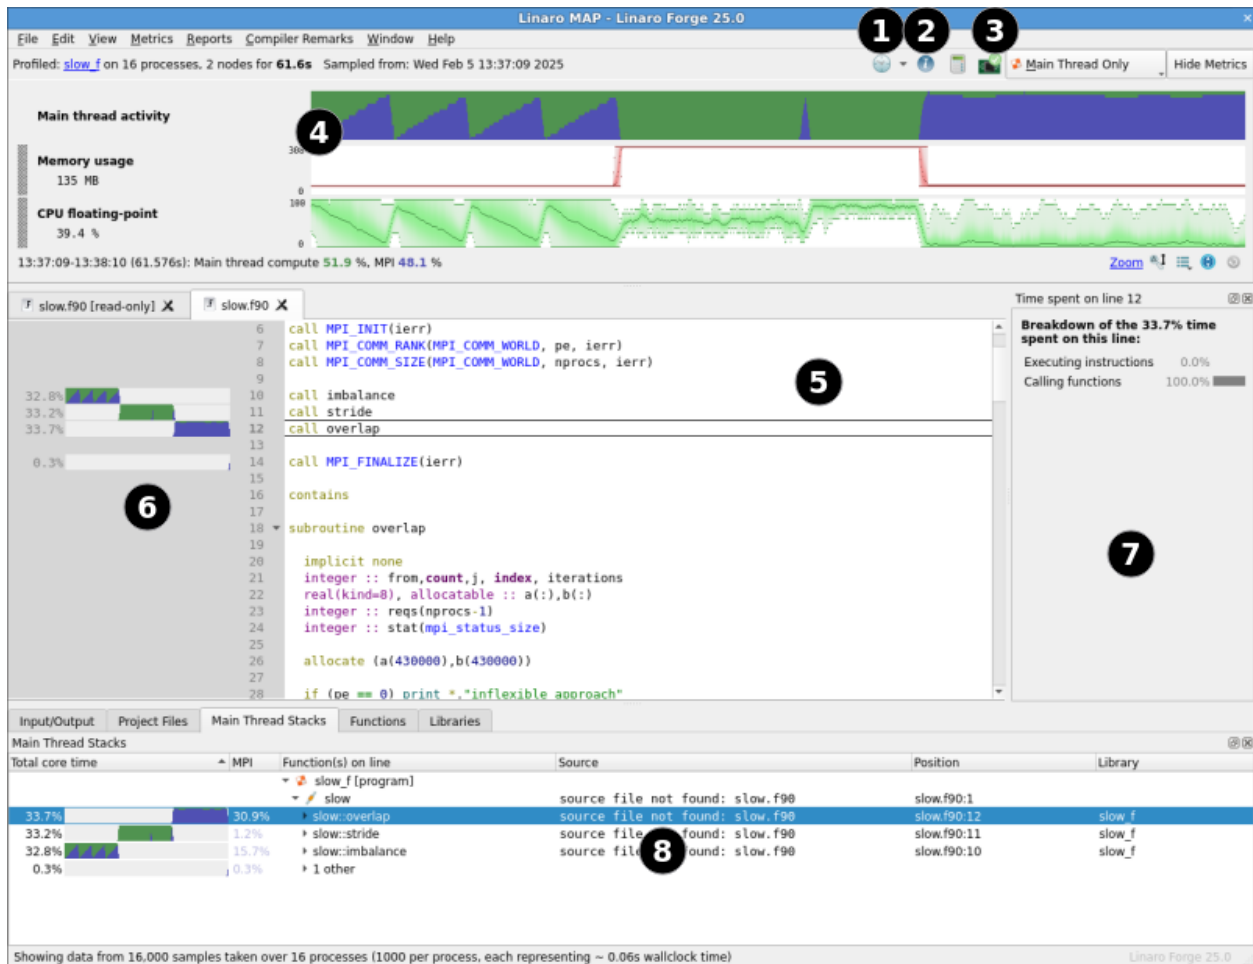 Linaro MAP - Linaro Forge 25.0
1 2 3
File Edit View Metrics Reports Compiler Remarks Window Help
Profiled: slow_f on 16 processes, 2 nodes for 61.6s Sampled from: Wed Feb 5 13:37:09 2025 Main Thread Only Hide Metrics
Main thread activity
4
Memory usage
135 MB
300
0
CPU floating-point
39.4 %
100
0
13:37:09-13:38:10 (61.576s): Main thread compute 51.9 %, MPI 48.1 % Zoom
slow.f90 [read-only] slow.f90
6 call MPI_INIT(ierr)
7 call MPI_COMM_RANK(MPI_COMM_WORLD, pe, ierr)
8 call MPI_COMM_SIZE(MPI_COMM_WORLD, nprocs, ierr)
9
5
32.8% 10 call imbalance
33.2% 11 call stride
33.7% 12 call overlap
13
0.3% 14 call MPI_FINALIZE(ierr)
15
16 contains
6
17
18 subroutine overlap
19
20 implicit none
21 integer :: from,count,j, index, iterations
22 real(kind=8), allocatable :: a(:),b(:)
23 integer :: reqs(nprocs-1)
24 integer :: stat(mpi_status_size)
25
26 allocate (a(430000),b(430000))
27
28 if (pe == 0) print *,"inflexible approach"
Time spent on line 12
Breakdown of the 33.7% time
spent on this line:
Executing instructions 0.0%
Calling functions 100.0%
7
Input/Output Project Files Main Thread Stacks Functions Libraries
Main Thread Stacks
Total core time MPI Function(s) on line Source Position Library
slow_f [program]
slow source file not found: slow.f90 slow.f90:1
33.7% 30.9% slow::overlap source file not found: slow.f90 slow.f90:12 slow_f
33.2% 1.2% slow::stride source file found: slow.f90 slow.f90:11 slow_f
32.8% 15.7% slow::imbalance source file found: slow.f90 slow.f90:10 slow_f
8
0.3% 0.3% 1 other
Showing data from 16,000 samples taken over 16 processes (1000 per process, each representing ~ 0.06s wallclock time) Linaro Forge 25.0